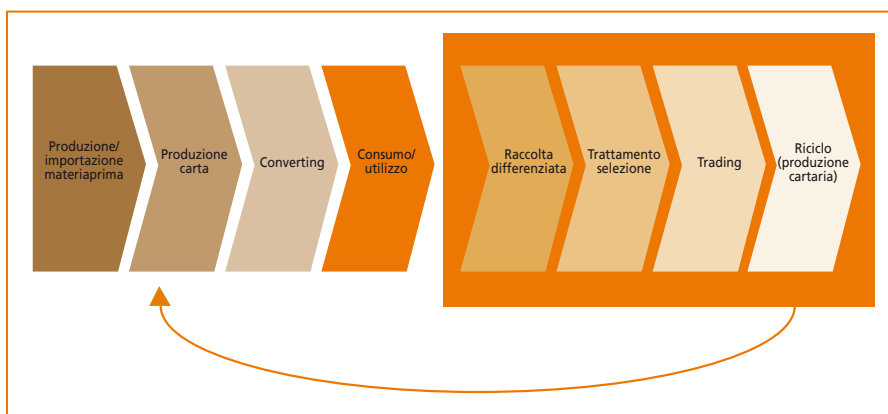 Produzione/
importazione
materiaprima
Produzione
carta
Converting
Consumo/
utilizzo
Raccolta
differenziata
Trattamento
selezione
Trading
Riciclo
(produzione
cartaria)